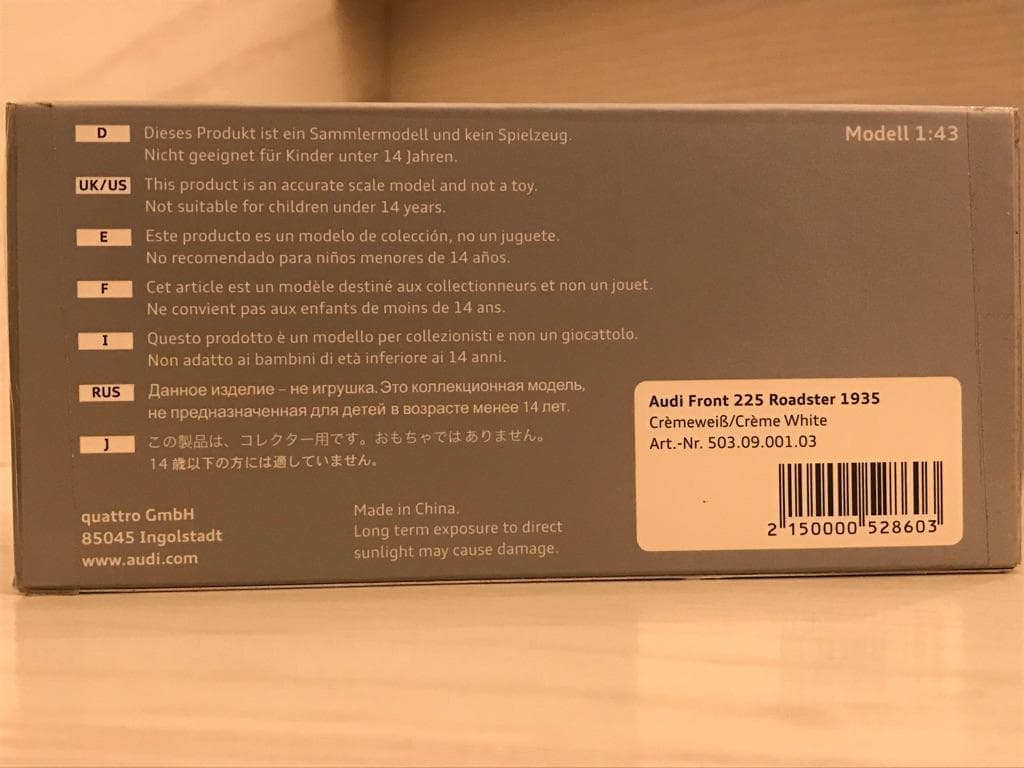 D Dieses Produkt ist ein Sammlermodell und kein Spielzeug.
Nicht geeignet für Kinder unter 14 Jahren.
UK/US This product is an accurate scale model and not a toy.
Not suitable for children under 14 years.
E Este producto es un modelo de colección, no un juguete.
No recomendado para niños menores de 14 años.
F Cet article est un modèle destiné aux collectionneurs et non un jouet.
Ne convient pas aux enfants de moins de 14 ans.
I Questo prodotto è un modello per collezionisti e non un giocattolo.
Non adatto ai bambini di età inferiore ai 14 anni.
RUS Данное изделие – не игрушка. Это коллекционная модель,
не предназначенная для детей в возрасте менее 14 лет.
J この製品は、コレクター用です。おもちゃではありません。
14歳以下の方には適していません。
quattro GmbH
85045 Ingolstadt
www.audi.com
Made in China.
Long term exposure to direct
sunlight may cause damage.
Modell 1:43
Audi Front 225 Roadster 1935
Crèmeweiß/Crème White
Art.-Nr. 503.09.001.03
2 150000 528603